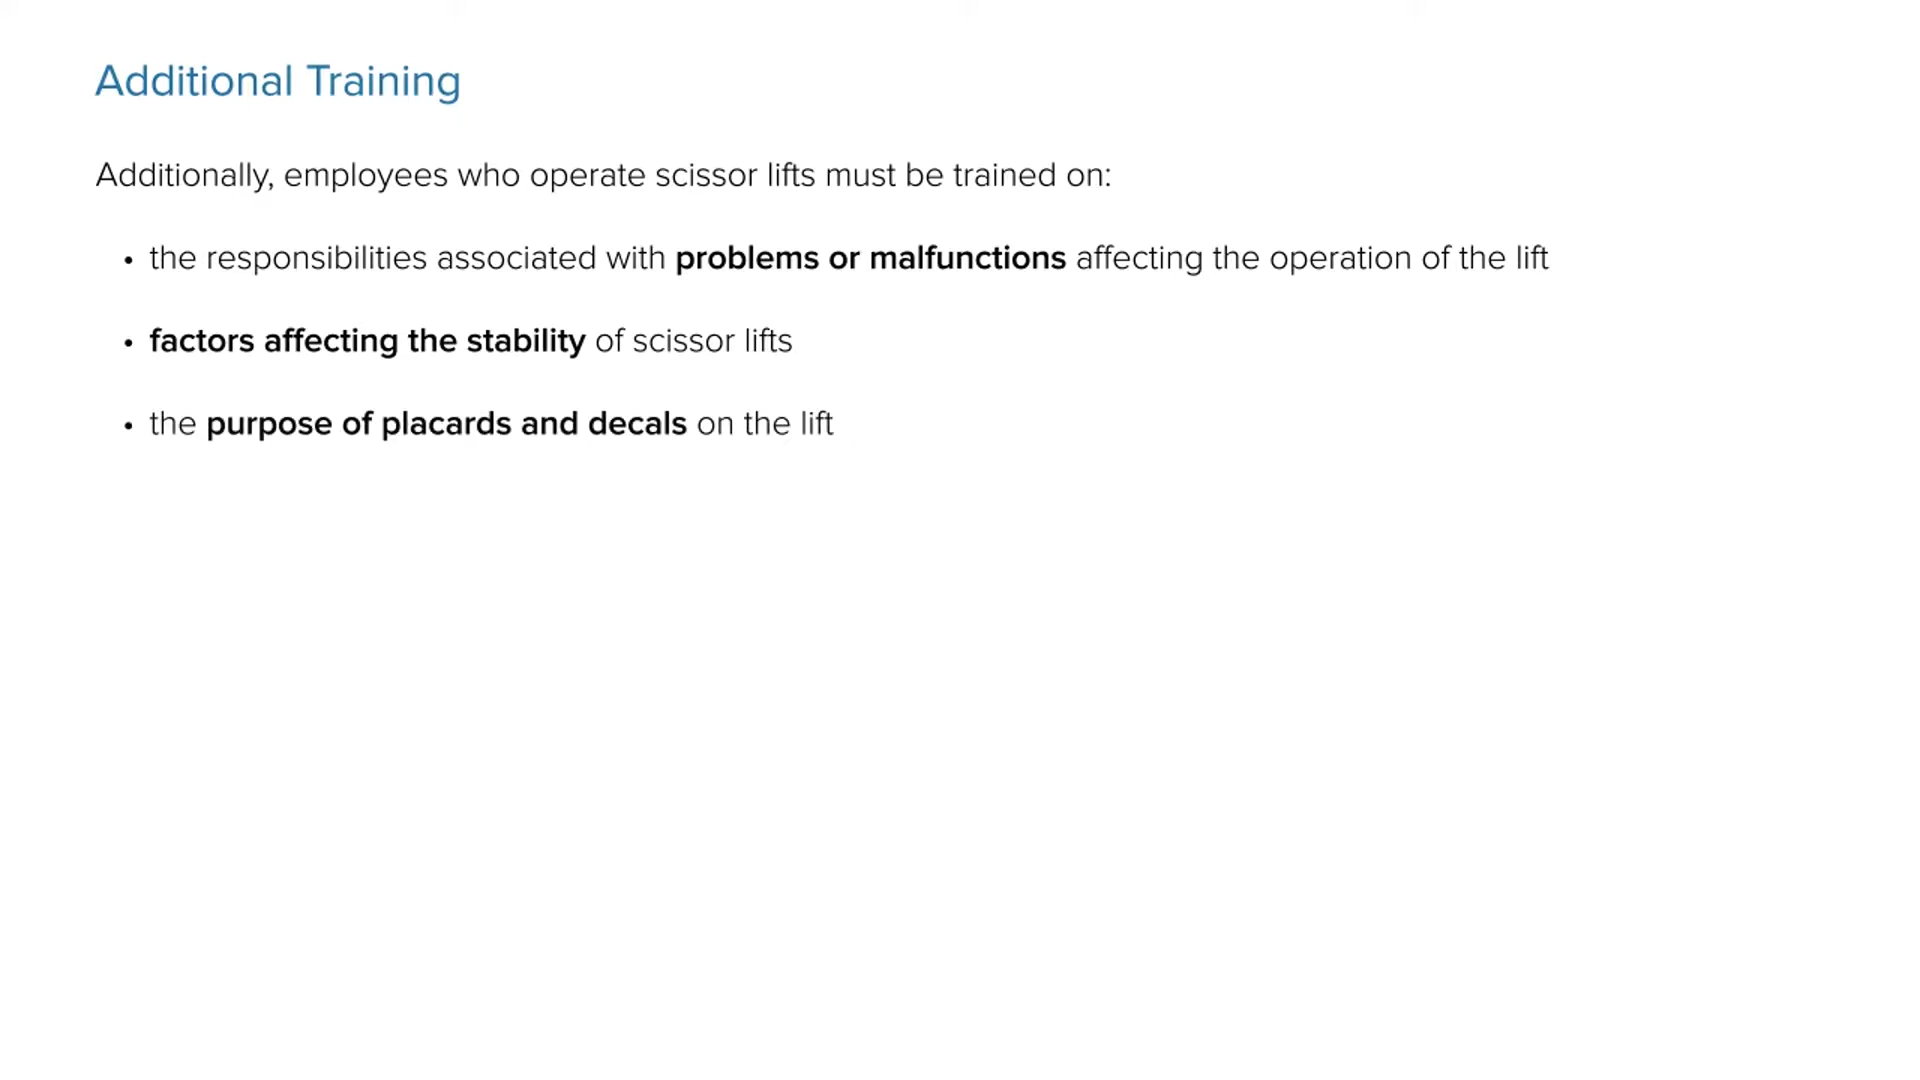 Additional Training
Additionally, employees who operate scissor lifts must be trained on:
• the responsibilities associated with problems or malfunctions affecting the operation of the lift
• factors affecting the stability of scissor lifts
• the purpose of placards and decals on the lift